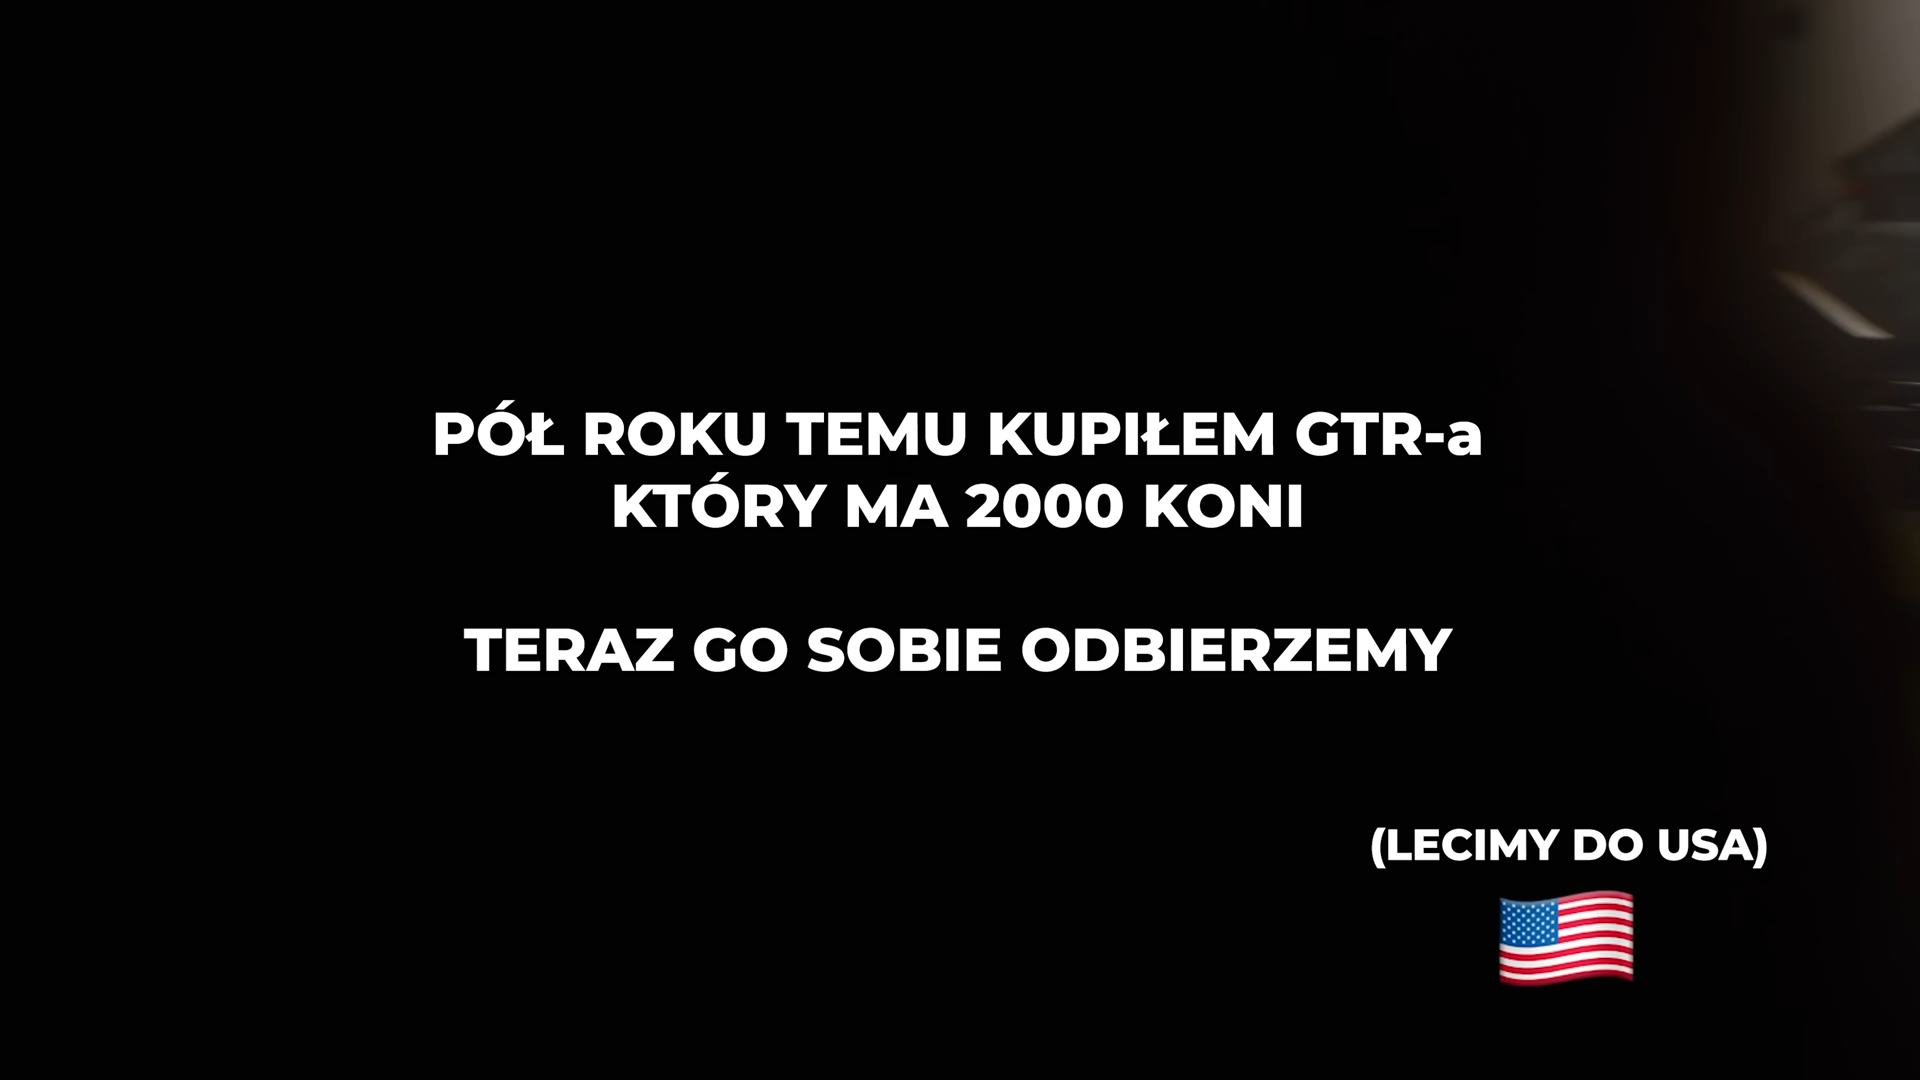 PÓŁ ROKU TEMU KUPIŁEM GTR-a
KTÓRY MA 2000 KONI
TERAZ GO SOBIE ODBIERZEMY
(LECIMY DO USA)